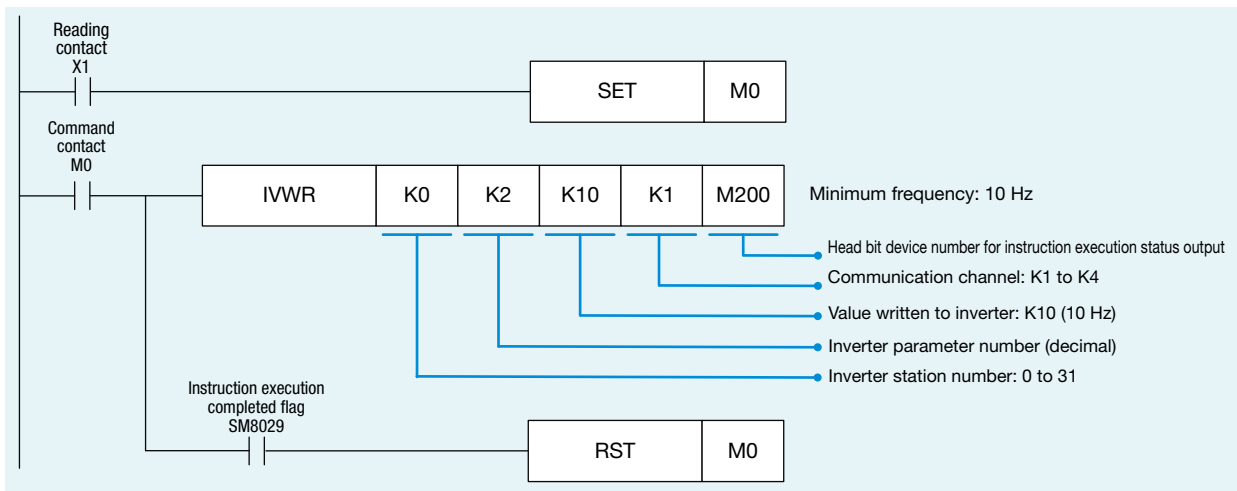 Reading
contact
X1
SET M0
Command
contact
M0
IVWR K0 K2 K10 K1 M200 Minimum frequency: 10 Hz
Head bit device number for instruction execution status output
Communication channel: K1 to K4
Value written to inverter: K10 (10 Hz)
Inverter parameter number (decimal)
Inverter station number: 0 to 31
Instruction execution
completed flag
SM8029
RST M0